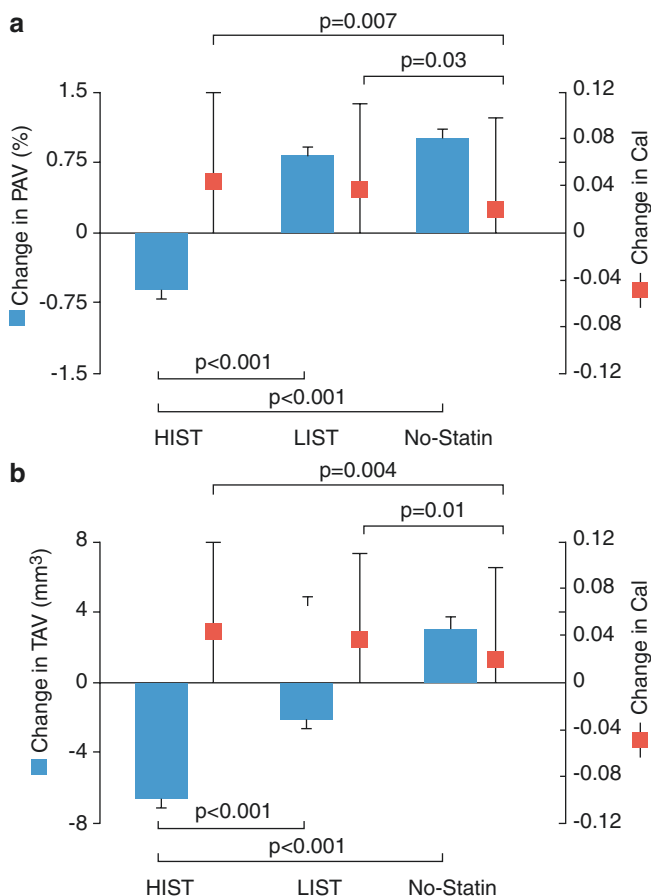 a
p=0.007
p=0.03
1.5
0.75
0
-0.75
-1.5
Change in PAV (%)
0.12
0.08
0.04
0
-0.04
-0.08
-0.12
Change in Cal
p<0.001
p<0.001
HIST LIST No-Statin
b
p=0.004
p=0.01
8
4
0
-4
-8
Change in TAV (mm³)
0.12
0.08
0.04
0
-0.04
-0.08
-0.12
Change in Cal
p<0.001
p<0.001
HIST LIST No-Statin